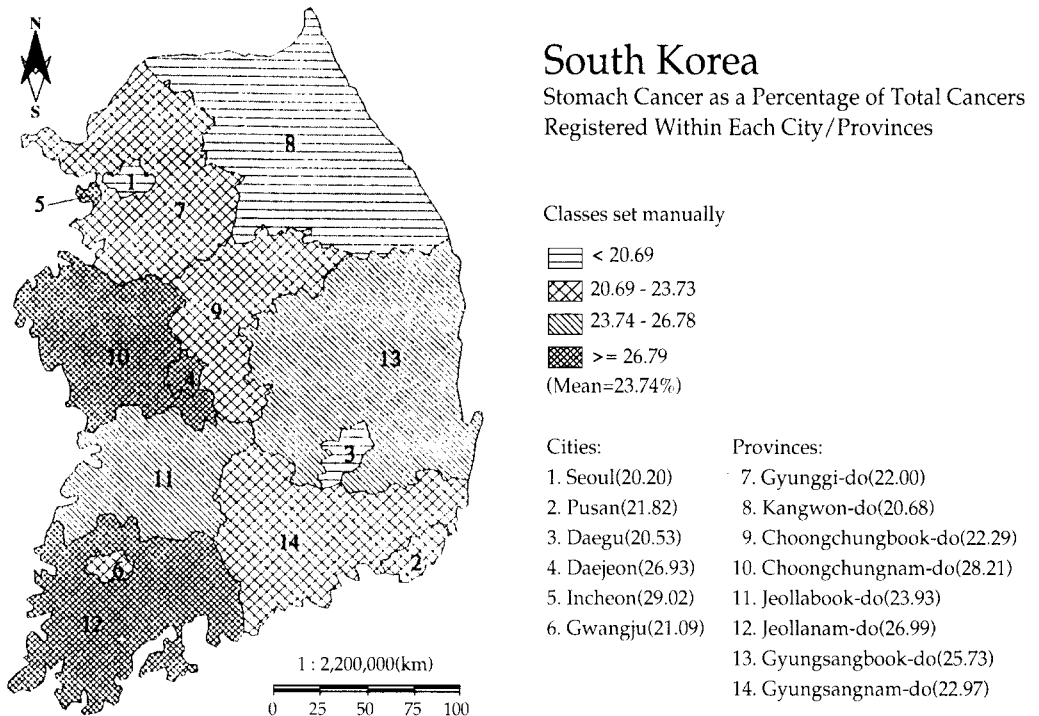 N
S
1
2
3
4
5
6
7
8
9
10
11
12
13
14
1 : 2,200,000(km)
0 25 50 75 100
South Korea
Stomach Cancer as a Percentage of Total Cancers
Registered Within Each City/Provinces
Classes set manually
< 20.69
20.69 - 23.73
23.74 - 26.78
>= 26.79
(Mean=23.74%)
Cities:
1. Seoul(20.20)
2. Pusan(21.82)
3. Daegu(20.53)
4. Daejeon(26.93)
5. Incheon(29.02)
6. Gwangju(21.09)
Provinces:
7. Gyunggi-do(22.00)
8. Kangwon-do(20.68)
9. Choongchungbook-do(22.29)
10. Choongchungnam-do(28.21)
11. Jeollabook-do(23.93)
12. Jeollanam-do(26.99)
13. Gyungsangbook-do(25.73)
14. Gyungsangnam-do(22.97)